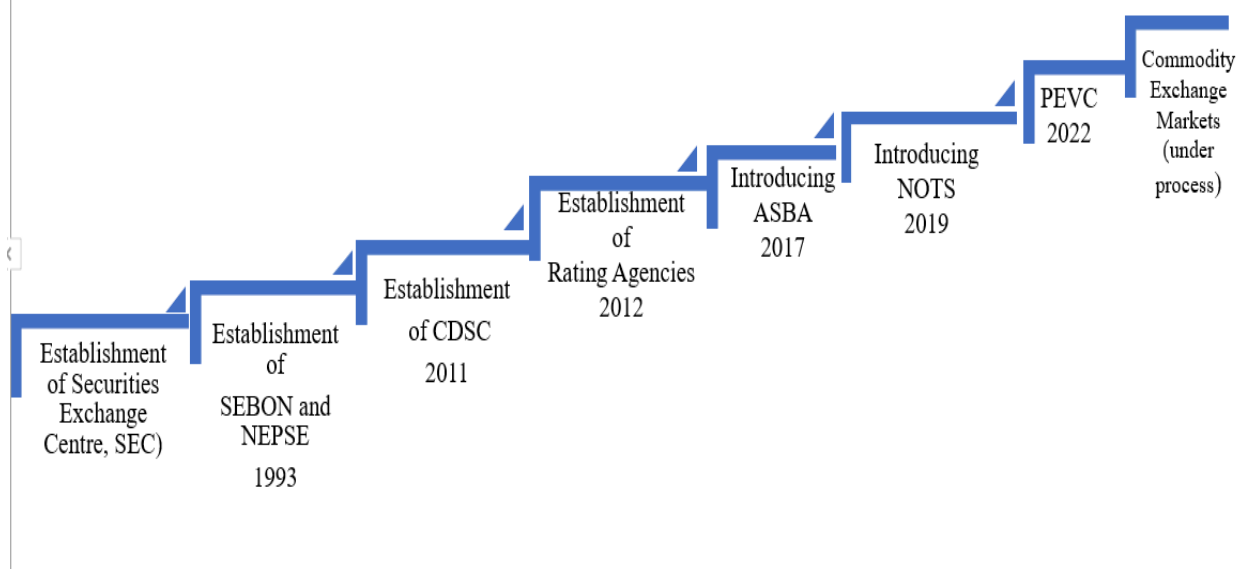 Establishment
of Securities
Exchange
Centre, SEC)
Establishment
of
SEBON and
NEPSE
1993
Establishment
of CDSC
2011
Establishment
of
Rating Agencies
2012
Introducing
ASBA
2017
Introducing
NOTS
2019
PEVC
2022
Commodity
Exchange
Markets
(under
process)